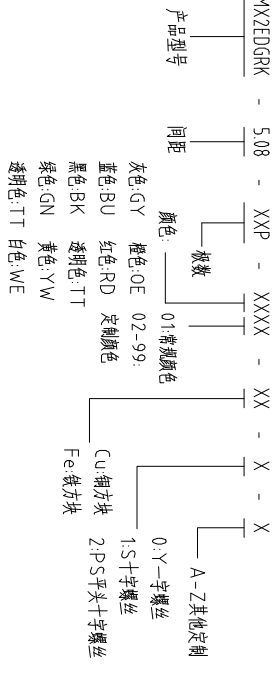 MX2EDGRK - 5.08 - XXP - XXXX - XX - X - X
产品型号
间距
极数
颜色:
01:常规颜色
02-99:
定制颜色
灰色:GY 橙色:OE
蓝色:BU 红色:RD
黑色:BK 透明色:TT
绿色:GN 黄色:YW
透明色:TT 白色:WE
Cu:铜方块
Fe:铁方块
0:Y一字螺丝
1:S十字螺丝
2:PS平头十字螺丝
A-Z其他定制